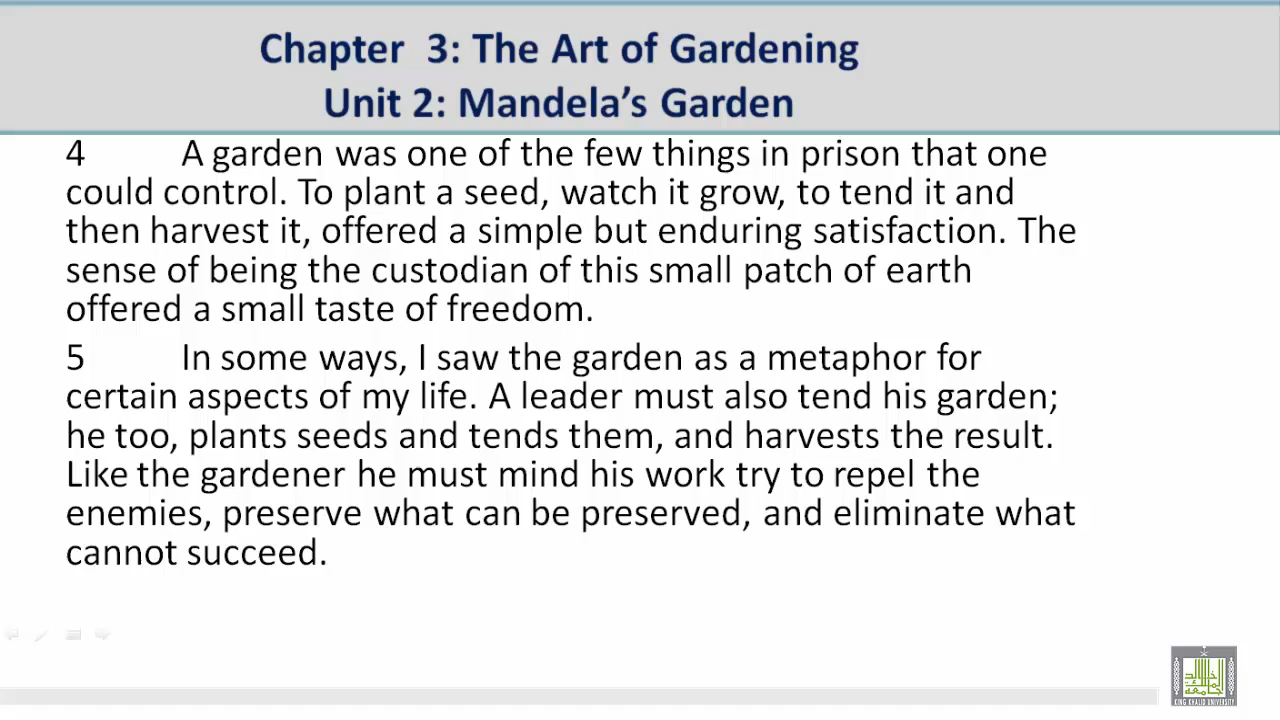 Chapter 3: The Art of Gardening
Unit 2: Mandela's Garden
4 A garden was one of the few things in prison that one
could control. To plant a seed, watch it grow, to tend it and
then harvest it, offered a simple but enduring satisfaction. The
sense of being the custodian of this small patch of earth
offered a small taste of freedom.
5 In some ways, I saw the garden as a metaphor for
certain aspects of my life. A leader must also tend his garden;
he too, plants seeds and tends them, and harvests the result.
Like the gardener he must mind his work try to repel the
enemies, preserve what can be preserved, and eliminate what
cannot succeed.
KING KHALID UNIVERSITY